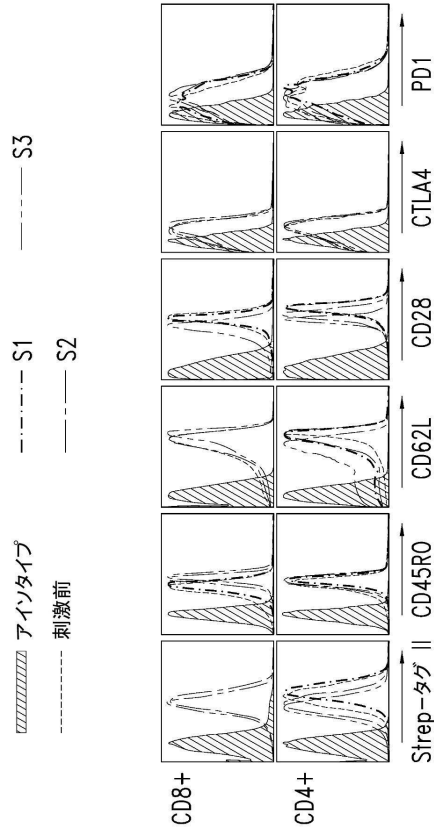 アイソタイプ
刺激前
S1
S2
S3
CD8+
CD4+
Strep-タグ II
CD45RO
CD62L
CD28
CTLA4
PD1